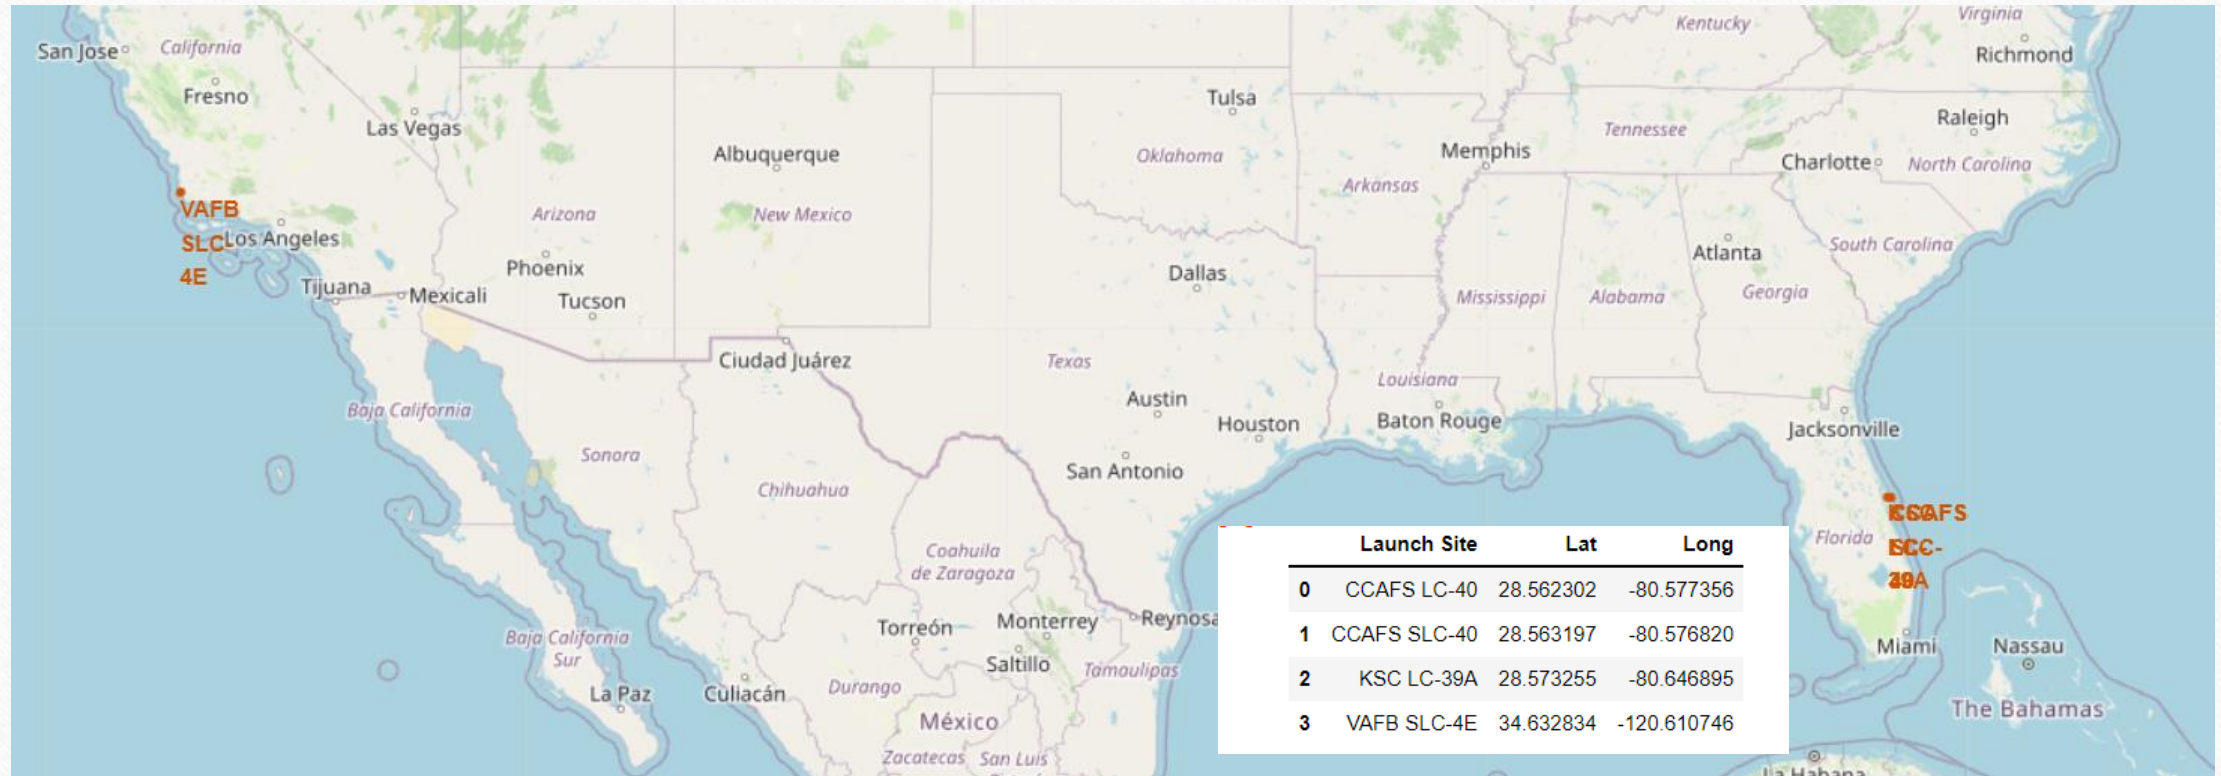 Virginia
Kentucky
San Jose
California
Richmond
Fresno
Tulsa
Las Vegas
Raleigh
Tennessee
Albuquerque
Oklahoma
Memphis
Charlotte
North Carolina
Arkansas
VAFB
SLC-
4E
Los Angeles
Arizona
New Mexico
Atlanta
South Carolina
Phoenix
Dallas
Tijuana
Mexicali
Tucson
Mississippi
Alabama
Georgia
Ciudad Juárez
Texas
Louisiana
Baja California
Austin
Houston
Baton Rouge
Jacksonville
Sonora
San Antonio
Chihuahua
CCAFS
Florida
Coahuila
de Zaragoza
Launch Site Lat Long
0 CCAFS LC-40 28.562302 -80.577356
1 CCAFS SLC-40 28.563197 -80.576820
2 KSC LC-39A 28.573255 -80.646895
3 VAFB SLC-4E 34.632834 -120.610746
Torreón
Monterrey
Reynosa
Baja California
Sur
Saltillo
Tamaulipas
Miami
Nassau
La Paz
Culiacán
Durango
México
The Bahamas
Zacatecas
San Luis
La Habana